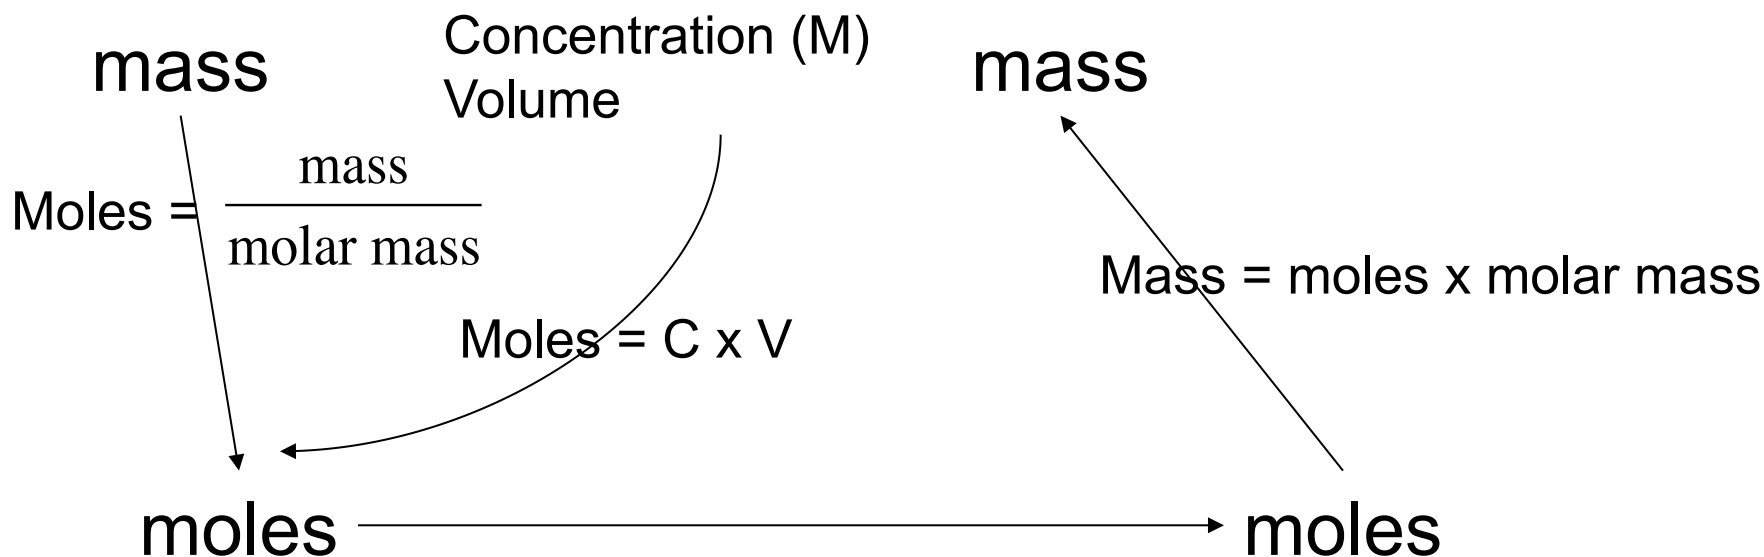 mass
Concentration (M)
Volume
mass
Moles =
mass
molar mass
Mass = moles x molar mass
Moles = C x V
moles
moles